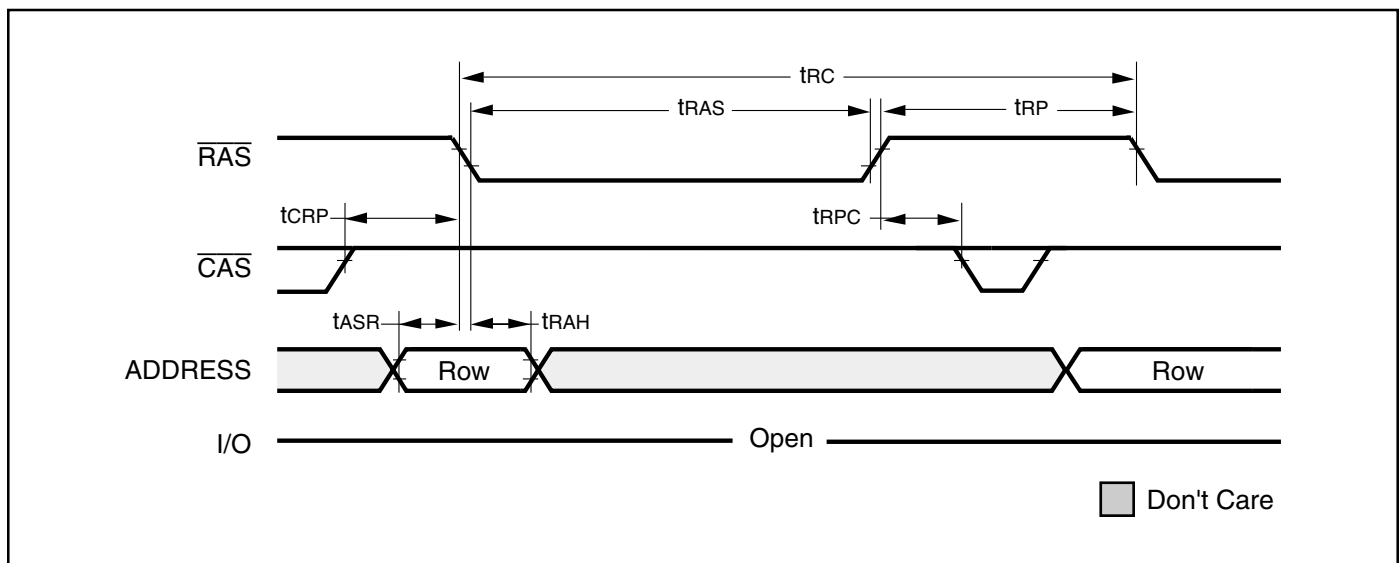 tRC
tRAS
tRP
RAS
tCRP
tRPC
CAS
tASR
tRAH
ADDRESS
Row
Row
I/O
Open
Don't Care